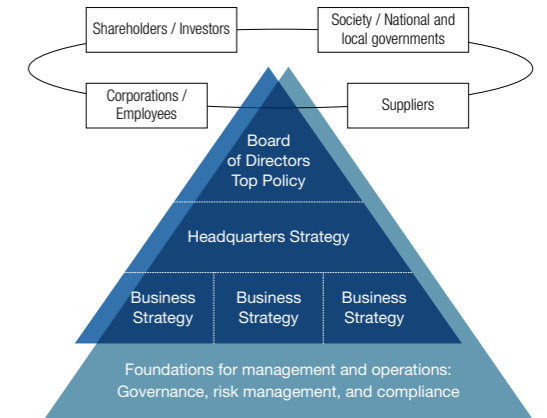 Shareholders / Investors
Society / National and
local governments
Corporations /
Employees
Suppliers
Board
of Directors
Top Policy
Headquarters Strategy
Business
Strategy
Business
Strategy
Business
Strategy
Foundations for management and operations:
Governance, risk management, and compliance